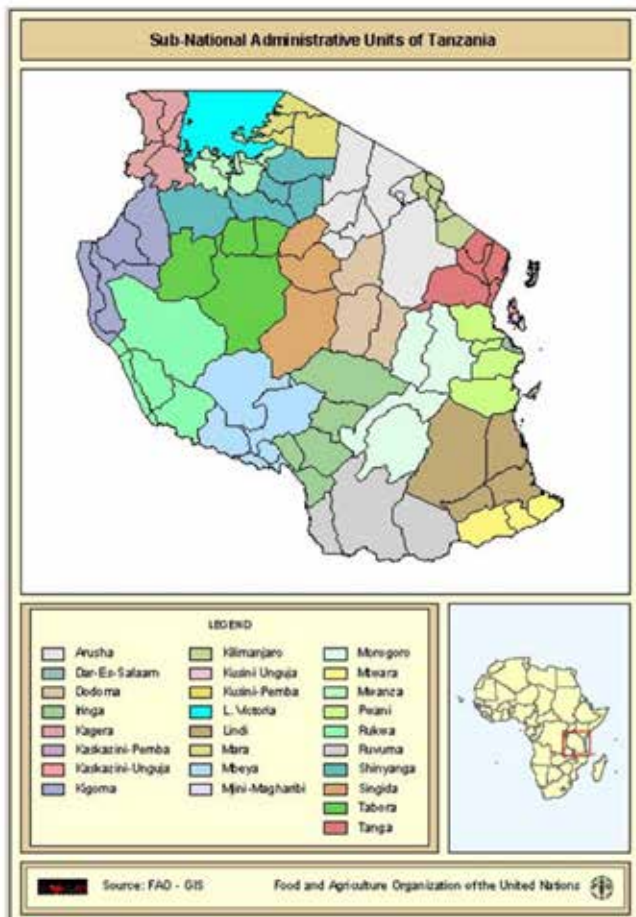 Sub-National Administrative Units of Tanzania
LEGEND
Arusha
Dar-Es-Salaam
Dodoma
Iringa
Kagera
Kaskazini-Pemba
Kaskazini-Unguja
Kigoma
Kilimanjaro
Kusini Unguja
Kusini-Pemba
L. Victoria
Lindi
Mara
Mbeya
Mjini-Magharibi
Morogoro
Mtwara
Mwanza
Pwani
Rukwa
Ruvuma
Shinyanga
Singida
Tabora
Tanga
Source: FAO - GIS
Food and Agriculture Organization of the United Nations